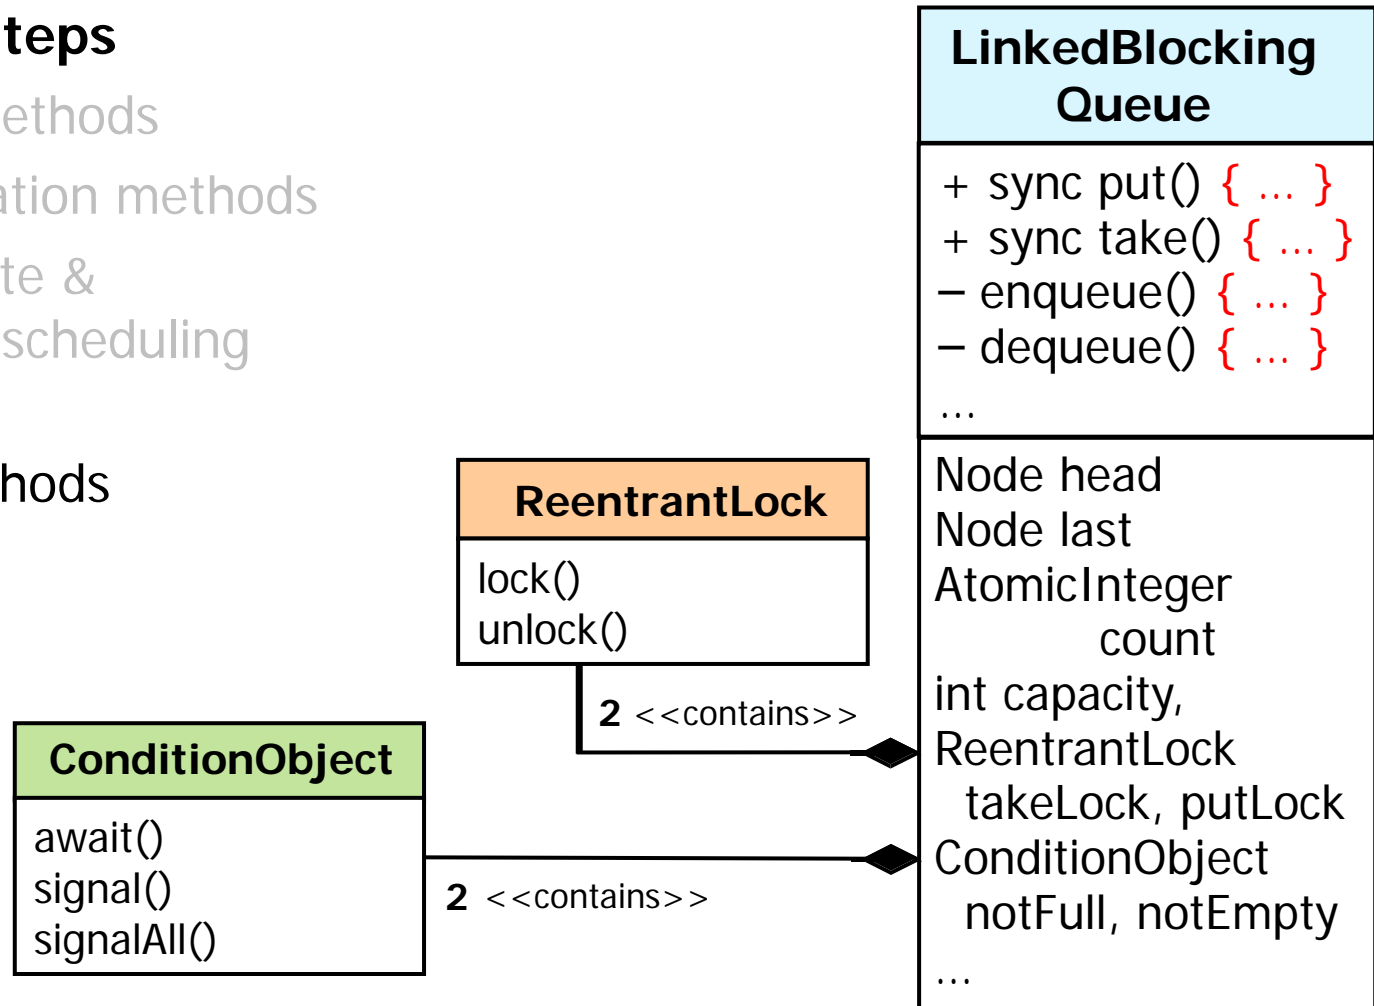 teps
ethods
ation methods
te &
scheduling
hods
LinkedBlocking
Queue
+ sync put() { ... }
+ sync take() { ... }
– enqueue() { ... }
– dequeue() { ... }
...
Node head
Node last
AtomicInteger
count
int capacity,
ReentrantLock
takeLock, putLock
ConditionObject
notFull, notEmpty
...
ReentrantLock
lock()
unlock()
2 <<contains>>
ConditionObject
await()
signal()
signalAll()
2 <<contains>>